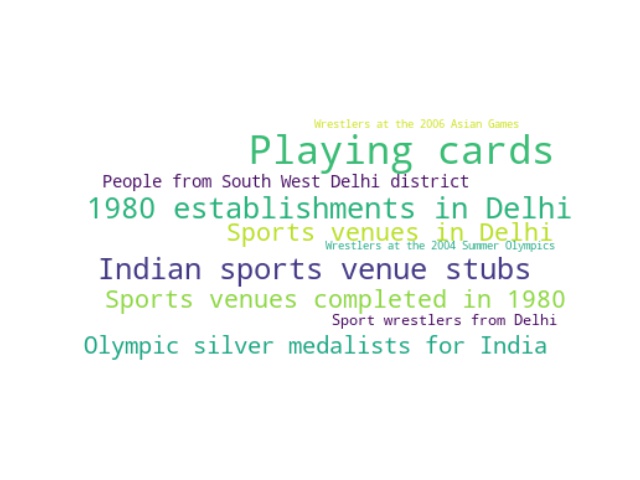 Wrestlers at the 2006 Asian Games
Playing cards
People from South West Delhi district
1980 establishments in Delhi
Sports venues in Delhi
Wrestlers at the 2004 Summer Olympics
Indian sports venue stubs
Sports venues completed in 1980
Sport wrestlers from Delhi
Olympic silver medalists for India